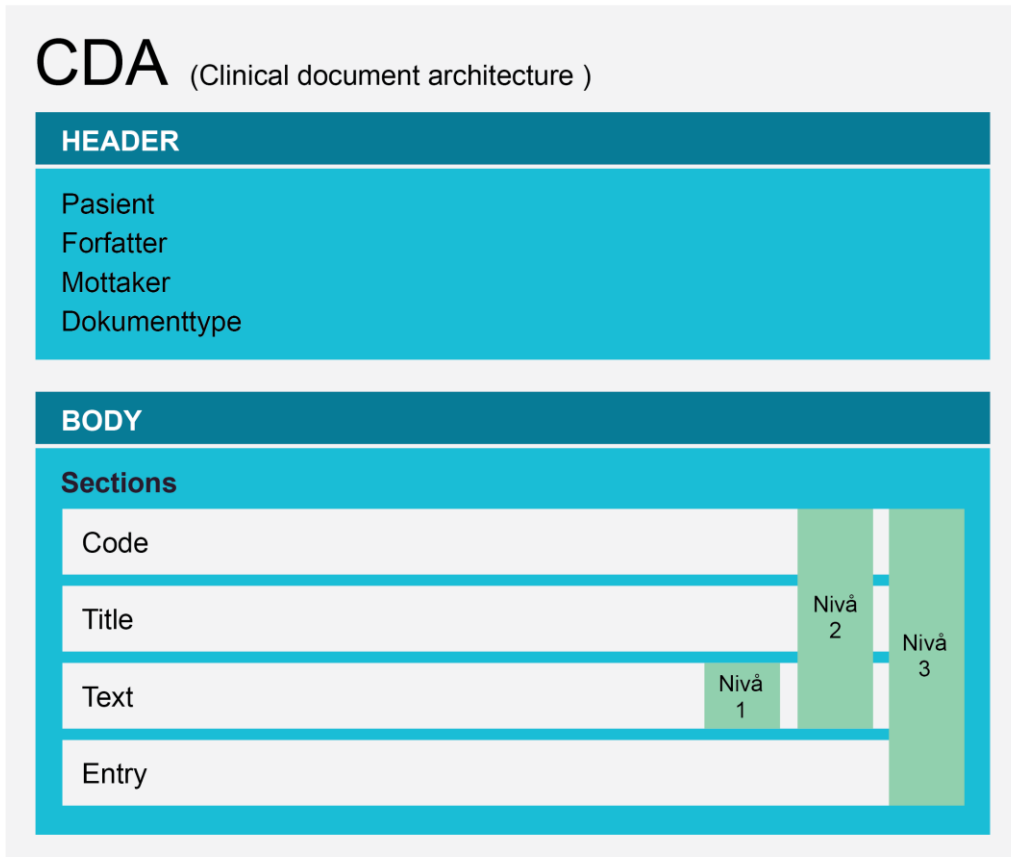 CDA (Clinical document architecture )
HEADER
Pasient
Forfatter
Mottaker
Dokumenttype
BODY
Sections
Code
Title
Text
Entry
Nivå
1
Nivå
2
Nivå
3